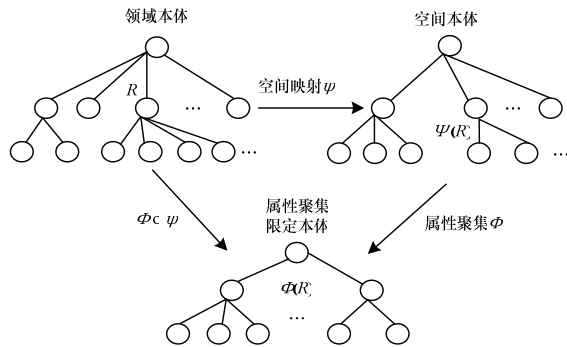 领域本体
空间本体
R
...
空间映射ψ
...
Ψ(R)
...
...
Φc ψ
属性聚集
限定本体
属性聚集Φ
Φ(R)
...